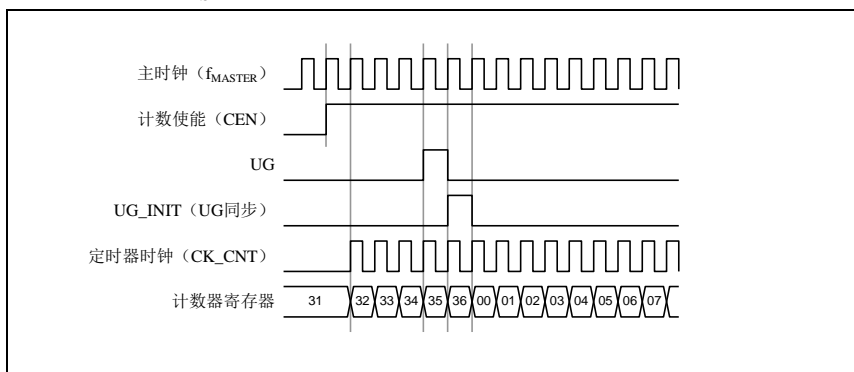 主时钟（fMASTER）
计数使能（CEN）
UG
UG_INIT（UG同步）
定时器时钟（CK_CNT）
计数器寄存器 31 32 33 34 35 36 00 01 02 03 04 05 06 07